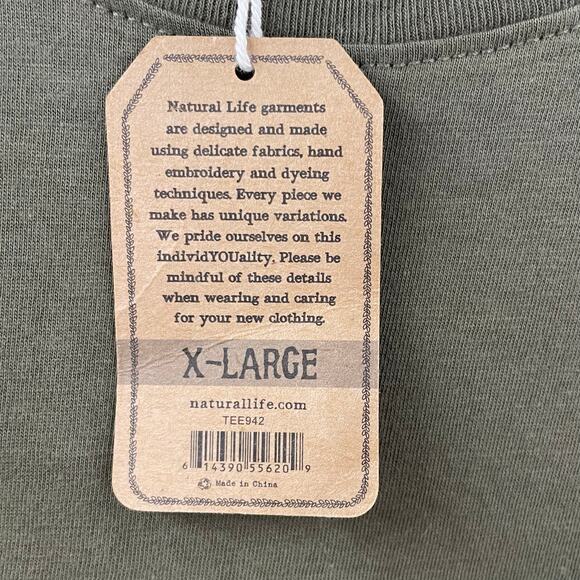 Natural Life garments
are designed and made
using delicate fabrics, hand
embroidery and dyeing
techniques. Every piece we
make has unique variations.
We pride ourselves on this
individYOUality. Please be
mindful of these details
when wearing and caring
for your new clothing.
X-LARGE
naturallife.com
TEE942
6 14390 55620 9
Made in China